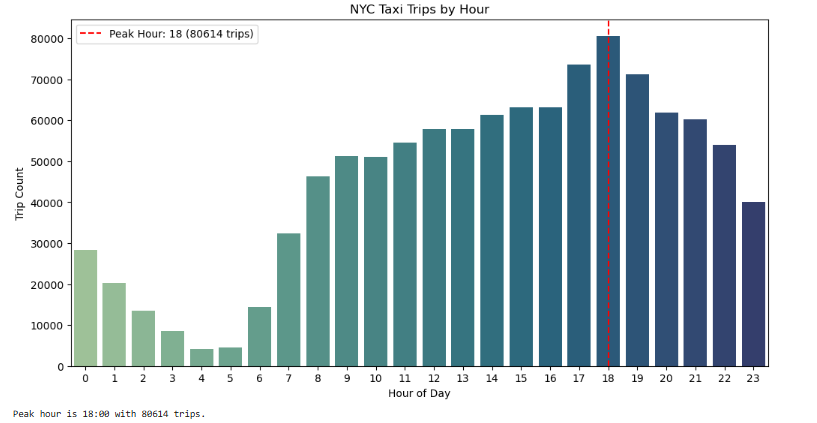 NYC Taxi Trips by Hour
Peak Hour: 18 (80614 trips)
80000
70000
60000
50000
40000
30000
20000
10000
0
Trip Count
0 1 2 3 4 5 6 7 8 9 10 11 12 13 14 15 16 17 18 19 20 21 22 23
Hour of Day
Peak hour is 18:00 with 80614 trips.